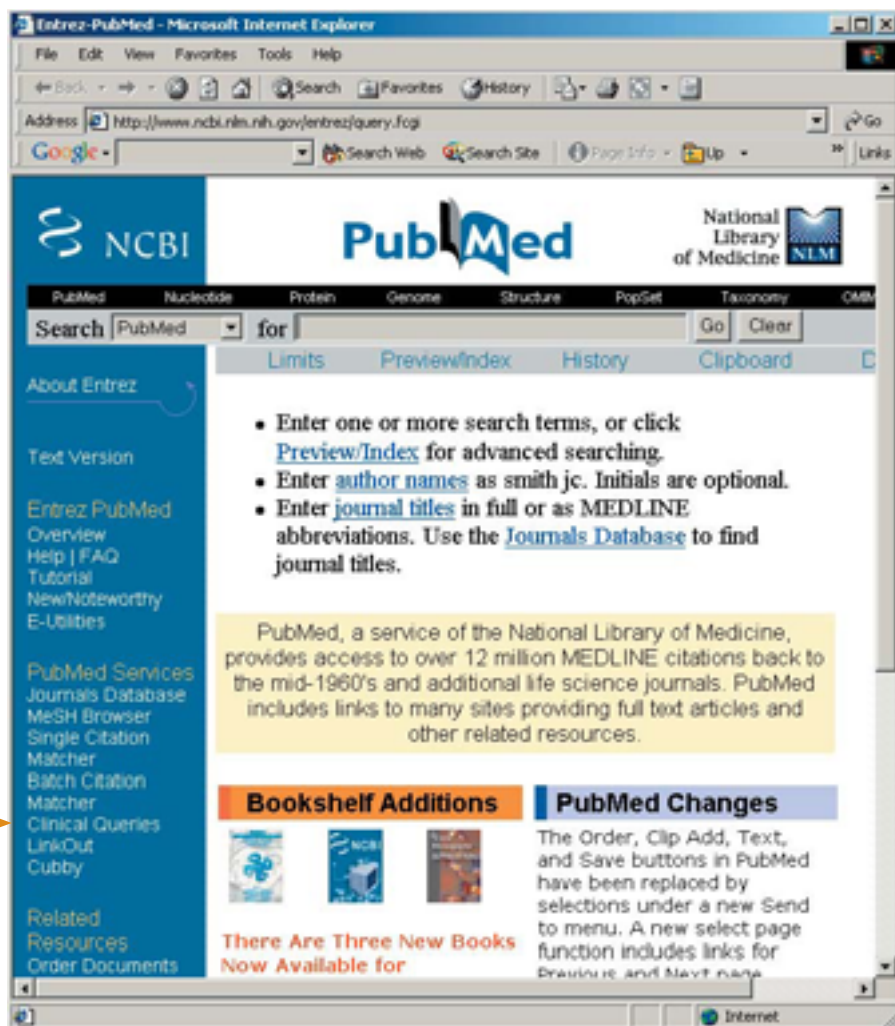 Entrez-PubMed - Microsoft Internet Explorer
File Edit View Favorites Tools Help
Back Search Favorites History
Address http://www.ncbi.nlm.nih.gov/entrez/query.fcgi Go
Google Search Web Search Site Page Info Up Links
NCBI
PubMed
National
Library
of Medicine NLM
PubMed Nucleotide Protein Genome Structure PopSet Taxonomy OMIM
Search PubMed for Go Clear
Limits Preview/Index History Clipboard D
About Entrez
Text Version
Entrez PubMed
Overview
Help | FAQ
Tutorial
New/Noteworthy
E-Utilities
PubMed Services
Journals Database
MeSH Browser
Single Citation
Matcher
Batch Citation
Matcher
Clinical Queries
LinkOut
Cubby
Related
Resources
Order Documents
• Enter one or more search terms, or click
Preview/Index for advanced searching.
• Enter author names as smith jc. Initials are optional.
• Enter journal titles in full or as MEDLINE
abbreviations. Use the Journals Database to find
journal titles.
PubMed, a service of the National Library of Medicine,
provides access to over 12 million MEDLINE citations back to
the mid-1960's and additional life science journals. PubMed
includes links to many sites providing full text articles and
other related resources.
Bookshelf Additions
NCBI
There Are Three New Books
Now Available for
PubMed Changes
The Order, Clip Add, Text,
and Save buttons in PubMed
have been replaced by
selections under a new Send
to menu. A new select page
function includes links for
Previous and Next page
Internet